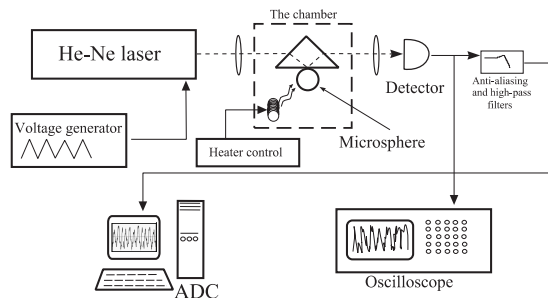 The chamber
He-Ne laser
Detector
Anti-aliasing
and high-pass
filters
Voltage generator
Heater control
Microsphere
ADC
Oscilloscope